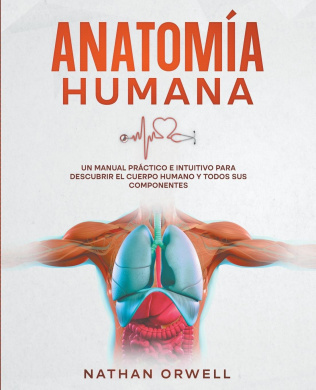 ANATOMÍA
HUMANA
UN MANUAL PRÁCTICO E INTUITIVO PARA
DESCUBRIR EL CUERPO HUMANO Y TODOS SUS
COMPONENTES
NATHAN ORWELL